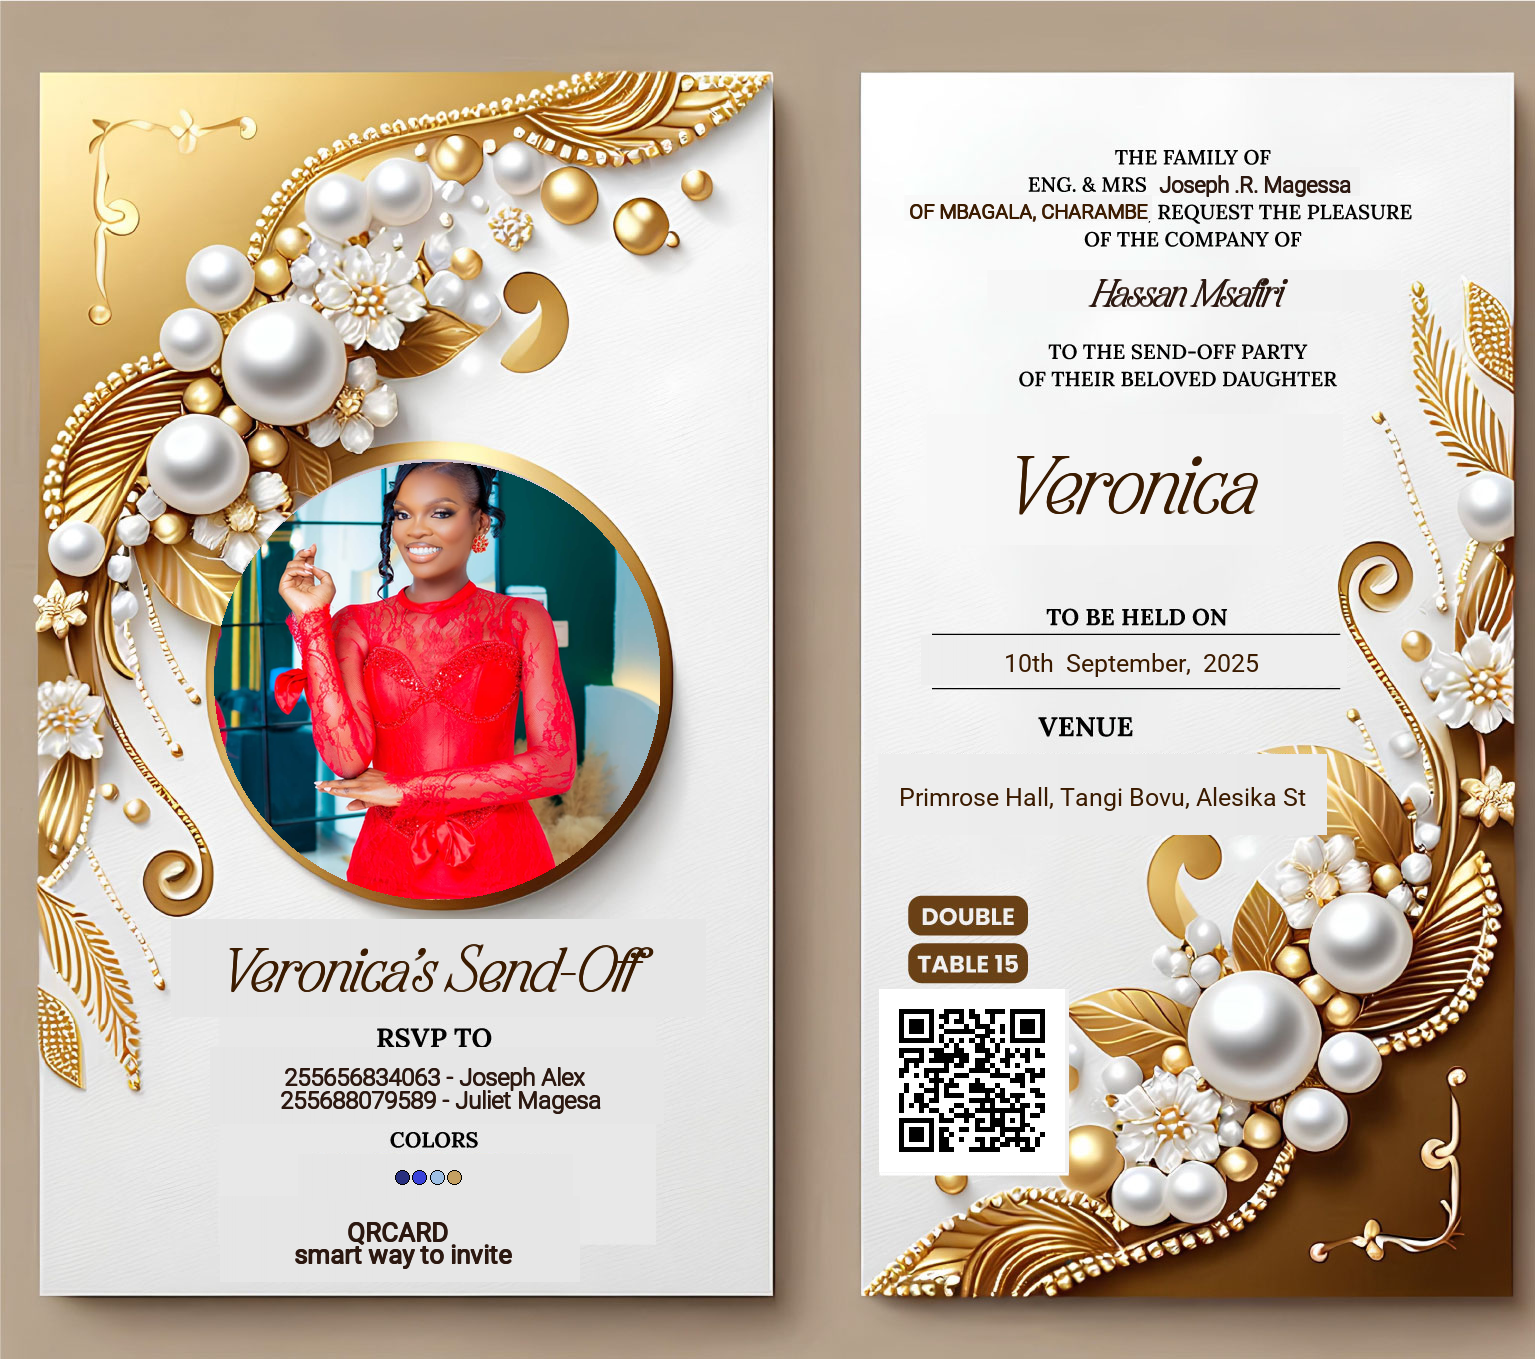 Veronica's Send-Off
RSVP TO
255656834063 - Joseph Alex
255688079589 - Juliet Magesa
COLORS
QRCARD
smart way to invite
THE FAMILY OF
ENG. & MRS Joseph .R. Magessa
OF MBAGALA, CHARAMBE, REQUEST THE PLEASURE
OF THE COMPANY OF
Hassan Msafiri
TO THE SEND-OFF PARTY
OF THEIR BELOVED DAUGHTER
Veronica
TO BE HELD ON
10th September, 2025
VENUE
Primrose Hall, Tangi Bovu, Alesika St
DOUBLE
TABLE 15